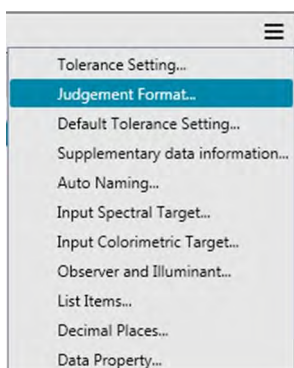 Tolerance Setting...
Judgement Format...
Default Tolerance Setting...
Supplementary data information...
Auto Naming...
Input Spectral Target...
Input Colorimetric Target...
Observer and Illuminant...
List Items...
Decimal Places...
Data Property...